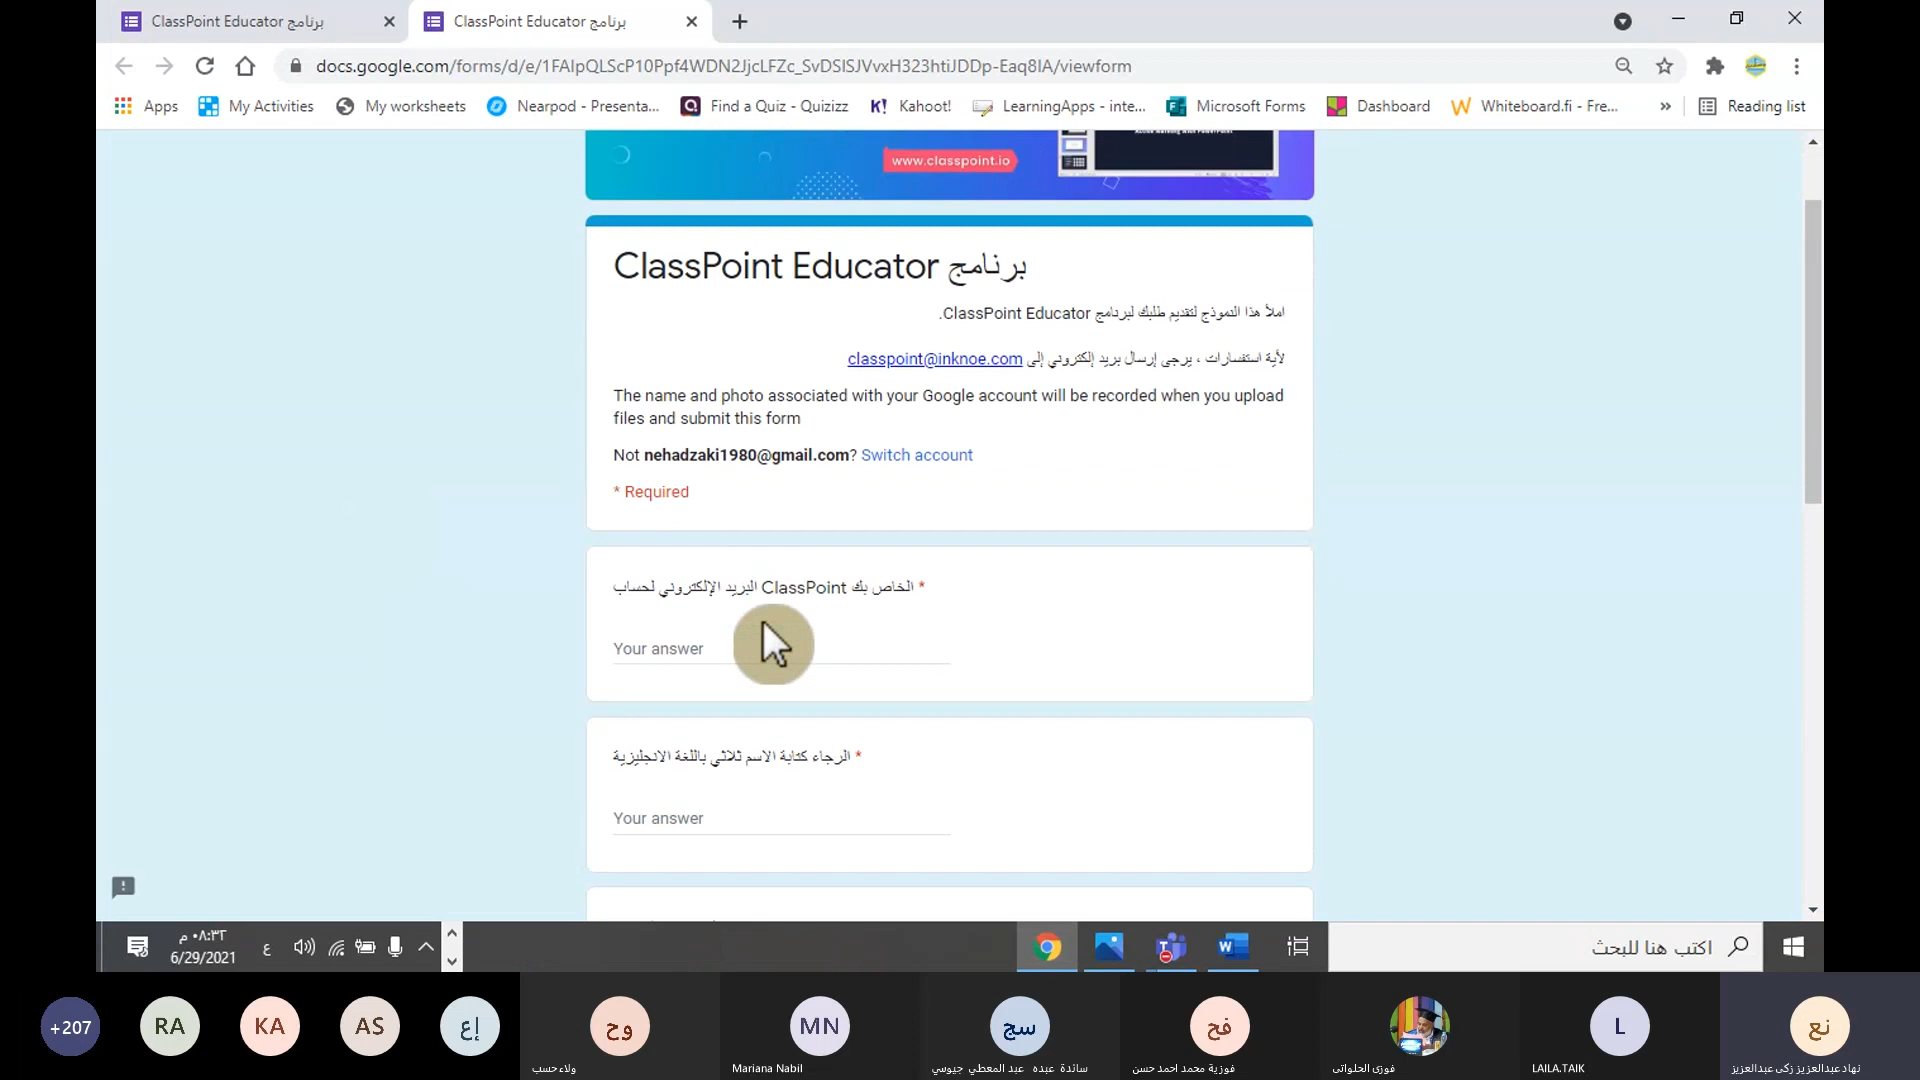 ClassPoint Educator برنامج
ClassPoint Educator برنامج
docs.google.com/forms/d/e/1FAIpQLScP10Ppf4WDN2JjcLFZc_SvDSISJVvxH323htiJDDp-Eaq8IA/viewform
Apps My Activities My worksheets Nearpod - Presenta... Find a Quiz - Quizizz K! Kahoot! LearningApps - inte... Microsoft Forms Dashboard Whiteboard.fi - Fre... » Reading list
www.classpoint.io
ClassPoint Educator برنامج
املأ هذا النموذج لتقديم طلبك لبرنامج ClassPoint Educator.
لأية استفسارات ، يرجى إرسال بريد إلكتروني إلى classpoint@inknoe.com
The name and photo associated with your Google account will be recorded when you upload
files and submit this form
Not nehadzaki1980@gmail.com? Switch account
* Required
البريد الإلكتروني لحساب ClassPoint الخاص بك *
Your answer
الرجاء كتابة الاسم ثلاثي باللغة الانجليزية *
Your answer
٠٨:٣٢ م
6/29/2021
ع
اكتب هنا للبحث
+207 RA KA AS إع وح MN سج فح L نع
ولاء حسب
Mariana Nabil
سائدة عبده عبد المعطي جيوسي
فوزية محمد احمد حسن
فوزى الحلوانى
LAILA.TAIK
نهاد عبدالعزيز زكى عبدالعزيز